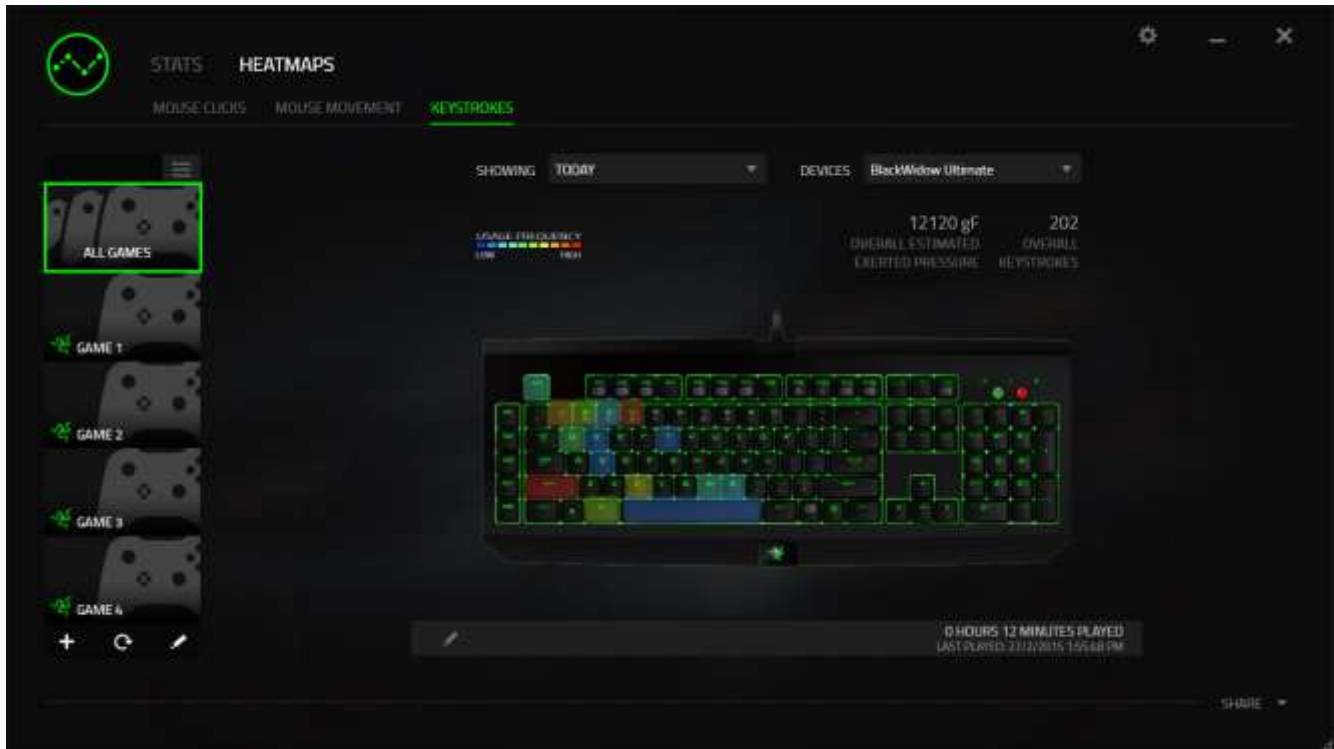 STATS HEATMAPS
MOUSE CLICKS MOUSE MOVEMENT KEYSTROKES
SHOWING TODAY DEVICES BlackWidow Ultimate
12120 gF 202
USAGE FREQUENCY
LOW HIGH
OVERALL ESTIMATED OVERALL
EXERTED PRESSURE KEYSTROKES
ALL GAMES
GAME 1
GAME 2
GAME 3
GAME 4
0 HOURS 12 MINUTES PLAYED
LAST PLAYED:
SHARE